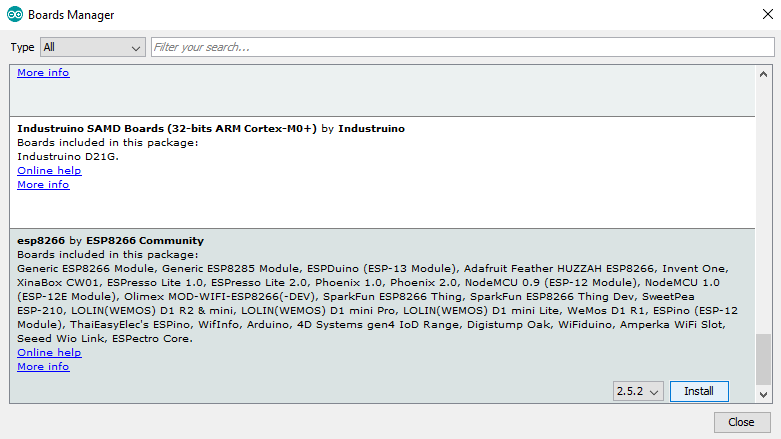 Boards Manager
Type All Filter your search...
More info
Industruino SAMD Boards (32-bits ARM Cortex-M0+) by Industruino
Boards included in this package:
Industruino D21G.
Online help
More info
esp8266 by ESP8266 Community
Boards included in this package:
Generic ESP8266 Module, Generic ESP8285 Module, ESPDuino (ESP-13 Module), Adafruit Feather HUZZAH ESP8266, Invent One,
XinaBox CW01, ESPresso Lite 1.0, ESPresso Lite 2.0, Phoenix 1.0, Phoenix 2.0, NodeMCU 0.9 (ESP-12 Module), NodeMCU 1.0
(ESP-12E Module), Olimex MOD-WIFI-ESP8266(-DEV), SparkFun ESP8266 Thing, SparkFun ESP8266 Thing Dev, SweetPea
ESP-210, LOLIN(WEMOS) D1 R2 & mini, LOLIN(WEMOS) D1 mini Pro, LOLIN(WEMOS) D1 mini Lite, WeMos D1 R1, ESPino (ESP-12
Module), ThaiEasyElec's ESPino, WifInfo, Arduino, 4D Systems gen4 IoD Range, Digistump Oak, WiFiduino, Amperka WiFi Slot,
Seeed Wio Link, ESPectro Core.
Online help
More info
2.5.2 Install
Close